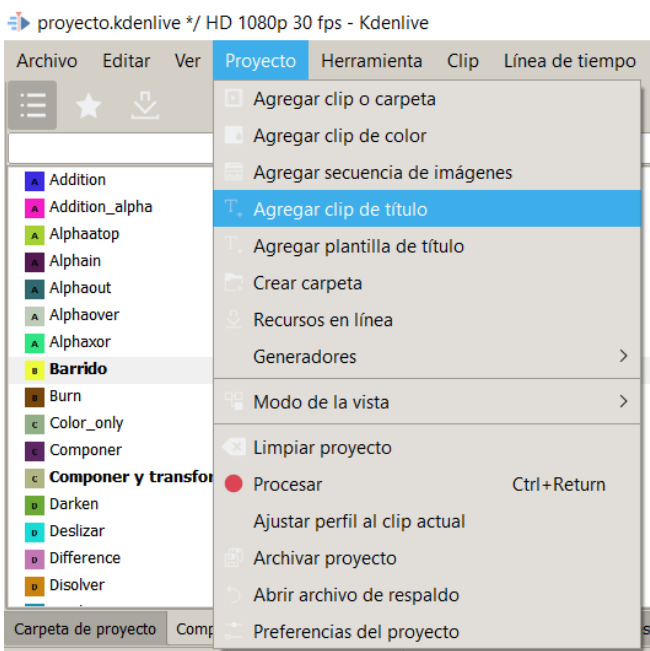 proyecto.kdenlive */ HD 1080p 30 fps - Kdenlive
Archivo Editar Ver Proyecto Herramienta Clip Línea de tiempo
Agregar clip o carpeta
Agregar clip de color
Agregar secuencia de imágenes
Agregar clip de título
Agregar plantilla de título
Crear carpeta
Recursos en línea
Generadores
Modo de la vista
Limpiar proyecto
Procesar Ctrl+Return
Ajustar perfil al clip actual
Archivar proyecto
Abrir archivo de respaldo
Preferencias del proyecto
A Addition
A Addition_alpha
A Alphaatop
A Alphain
A Alphaout
A Alphaover
A Alphaxor
B Barrido
B Burn
C Color_only
C Componer
C Componer y transfor
D Darken
D Deslizar
D Difference
D Disolver
Carpeta de proyecto Comp